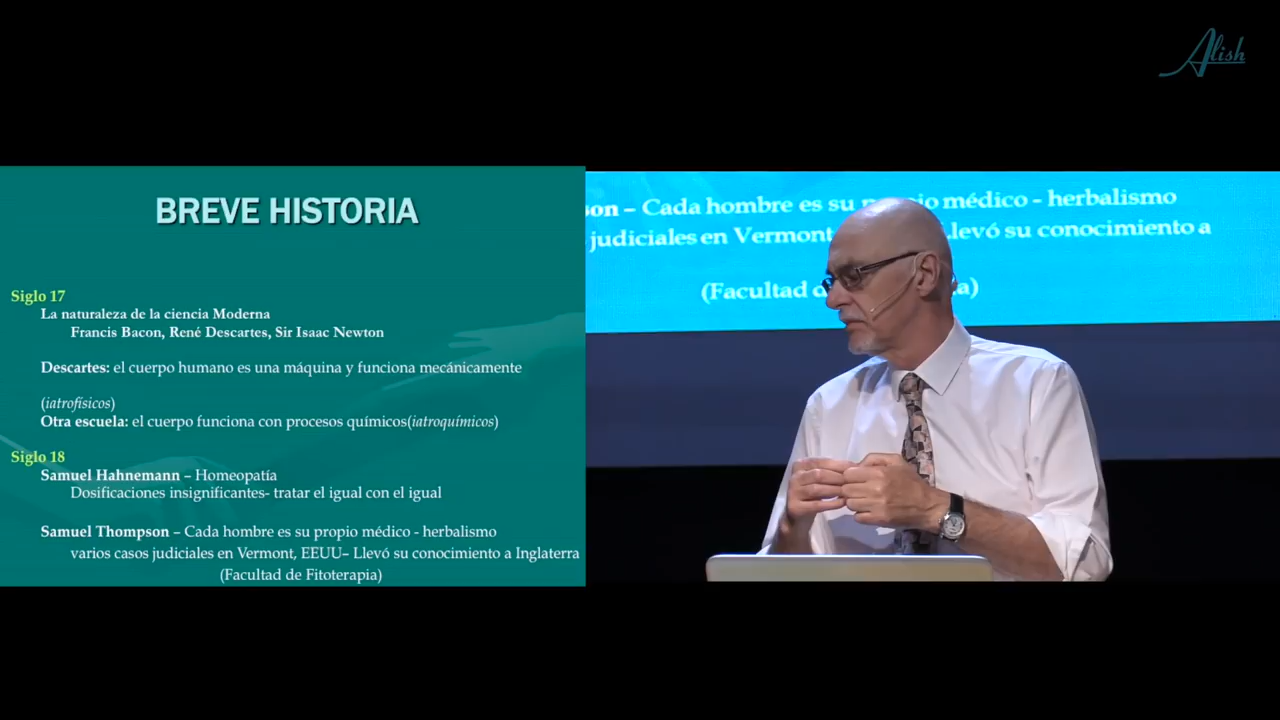 Alish
BREVE HISTORIA
Siglo 17
La naturaleza de la ciencia Moderna
Francis Bacon, René Descartes, Sir Isaac Newton
Descartes: el cuerpo humano es una máquina y funciona mecánicamente
(iatrofísicos)
Otra escuela: el cuerpo funciona con procesos químicos(iatroquímicos)
Siglo 18
Samuel Hahnemann – Homeopatía
Dosificaciones insignificantes- tratar el igual con el igual
Samuel Thompson – Cada hombre es su propio médico - herbalismo
varios casos judiciales en Vermont, EEUU– Llevó su conocimiento a Inglaterra
(Facultad de Fitoterapia)
son – Cada hombre es su propio médico - herbalismo
judiciales en Vermont Llevó su conocimiento a
(Facultad d a)